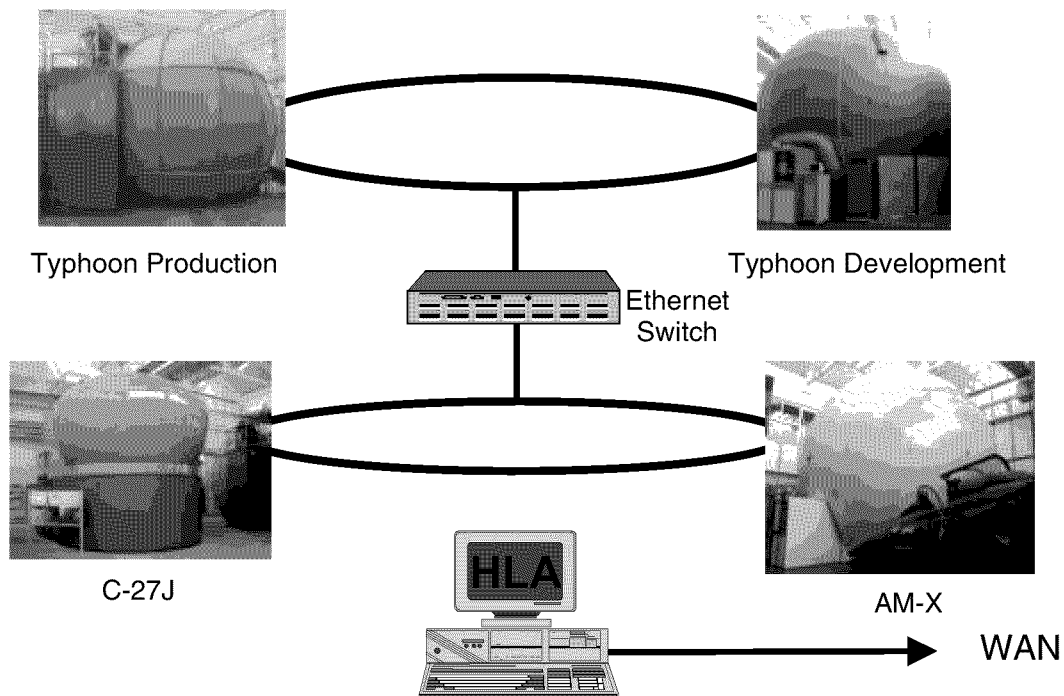 Typhoon Production
Typhoon Development
Ethernet
Switch
C-27J
HLA
AM-X
WAN